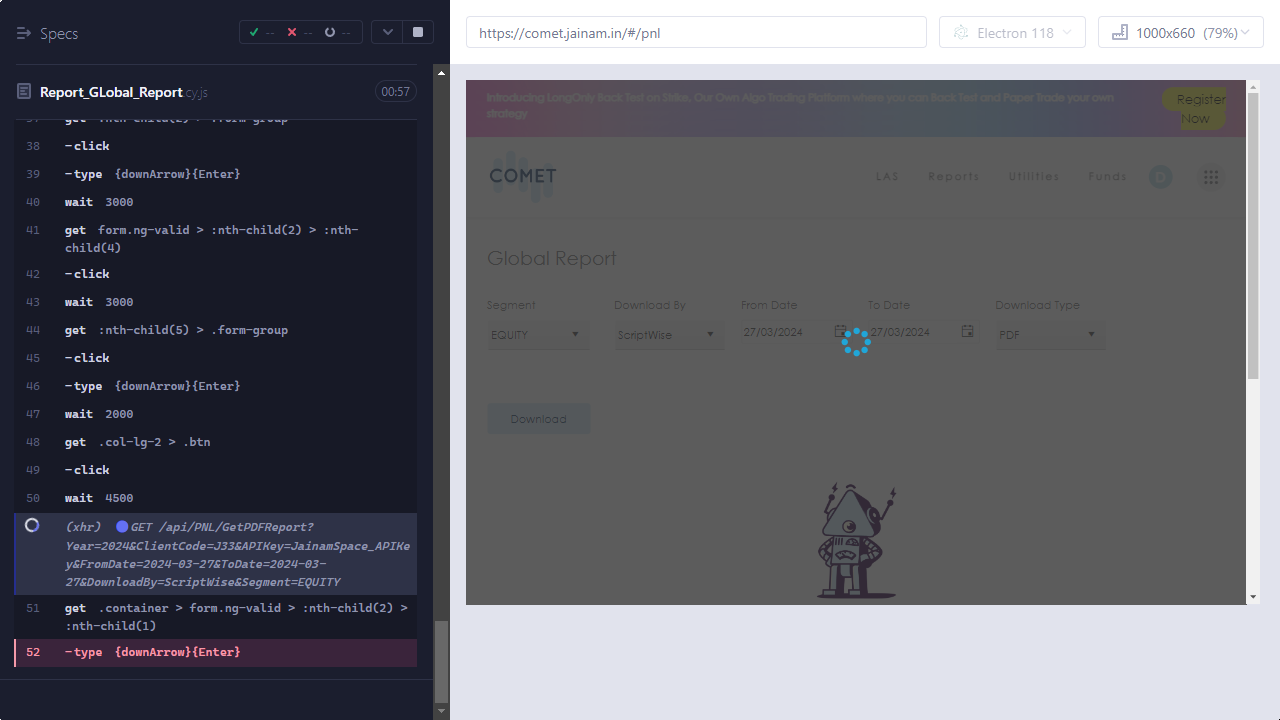 Specs
-- -- --
Report_GLobal_Report.cy.js
00:57
37 get :nth-child(2) > .form-group
38 -click
39 -type {downArrow}{Enter}
40 wait 3000
41 get form.ng-valid > :nth-child(2) > :nth-
child(4)
42 -click
43 wait 3000
44 get :nth-child(5) > .form-group
45 -click
46 -type {downArrow}{Enter}
47 wait 2000
48 get .col-lg-2 > .btn
49 -click
50 wait 4500
(xhr) GET /api/PNL/GetPDFReport?
Year=2024&ClientCode=J33&APIKey=JainamSpace_APIKe
y&FromDate=2024-03-27&ToDate=2024-03-
27&DownloadBy=ScriptWise&Segment=EQUITY
51 get .container > form.ng-valid > :nth-child(2) >
:nth-child(1)
52 -type {downArrow}{Enter}
https://comet.jainam.in/#/pnl
Electron 118
1000x660 (79%)
Introducing LongOnly Back Test on Strike, Our Own Algo Trading Platform where you can Back Test and Paper Trade your own
strategy
Register
Now
COMET
LAS Reports Utilities Funds D
Global Report
Segment Download By From Date To Date Download Type
EQUITY ScriptWise 27/03/2024 27/03/2024 PDF
Download